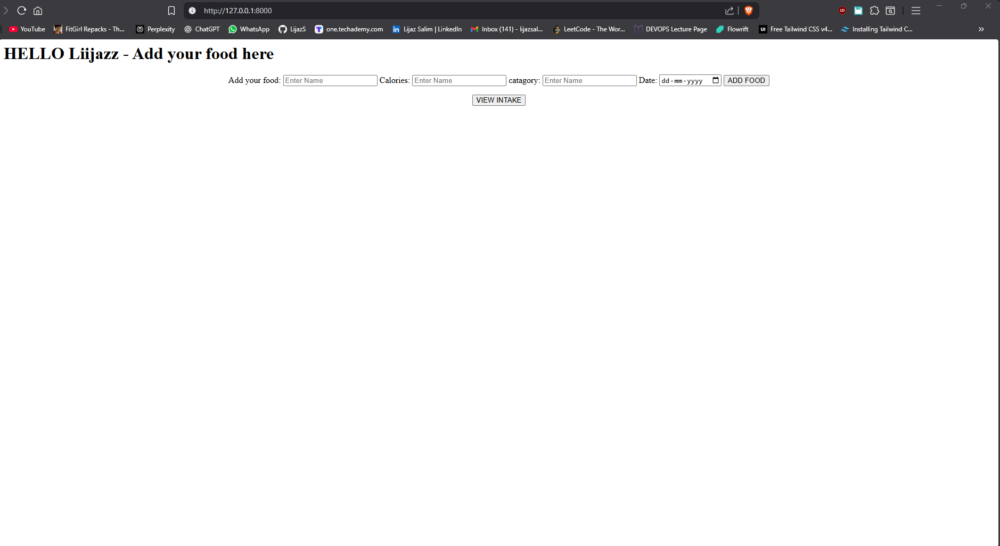 http://127.0.0.1:8000
YouTube FitGirl Repacks - Th... Perplexity ChatGPT WhatsApp LijazS one.techademy.com Lijaz Salim | LinkedIn Inbox (141) - lijazsal... LeetCode - The Wor... DEVOPS Lecture Page Flowrift UI Free Tailwind CSS v4... Installing Tailwind C...
HELLO Liijazz - Add your food here
Add your food: Enter Name Calories: Enter Name catagory: Enter Name Date: dd-mm-yyyy ADD FOOD
VIEW INTAKE